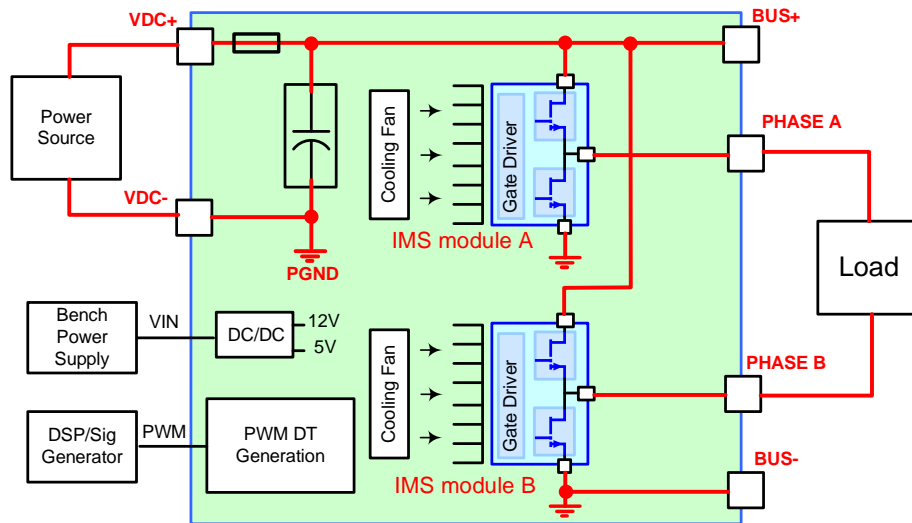 VDC+
BUS+
Power
Source
Cooling Fan
Gate Driver
PHASE A
VDC-
IMS module A
PGND
Load
Bench
Power
Supply
VIN
DC/DC
12V
5V
Cooling Fan
Gate Driver
PHASE B
DSP/Sig
Generator
PWM
PWM DT
Generation
IMS module B
BUS-